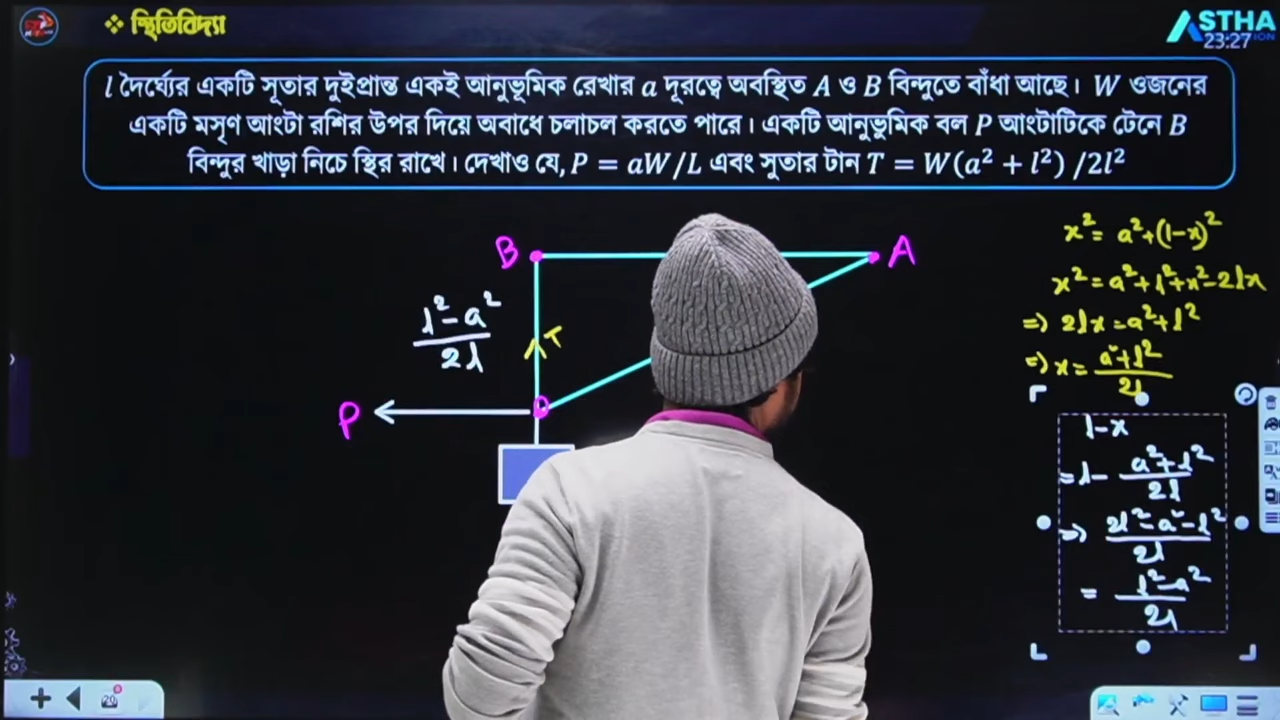 ❖ স্থিতিবিদ্যা
ASTHA
23:27
l দৈর্ঘ্যের একটি সূতার দুইপ্রান্ত একই আনুভূমিক রেখার a দূরত্বে অবস্থিত A ও B বিন্দুতে বাঁধা আছে। W ওজনের
একটি মসৃণ আংটা রশির উপর দিয়ে অবাধে চলাচল করতে পারে। একটি আনুভুমিক বল P আংটাটিকে টেনে B
বিন্দুর খাড়া নিচে স্থির রাখে। দেখাও যে, P = aW/L এবং সুতার টান T = W(a² + l²) /2l²
B
A
l²-a²
2l
T
P
O
x² = a²+(l-x)²
x² = a²+l²+x²-2lx
=> 2lx = a²+l²
=> x = a²+l²
2l
l-x
= l- a²+l²
2l
=> 2l²-a²-l²
2l
= l²-a²
2l